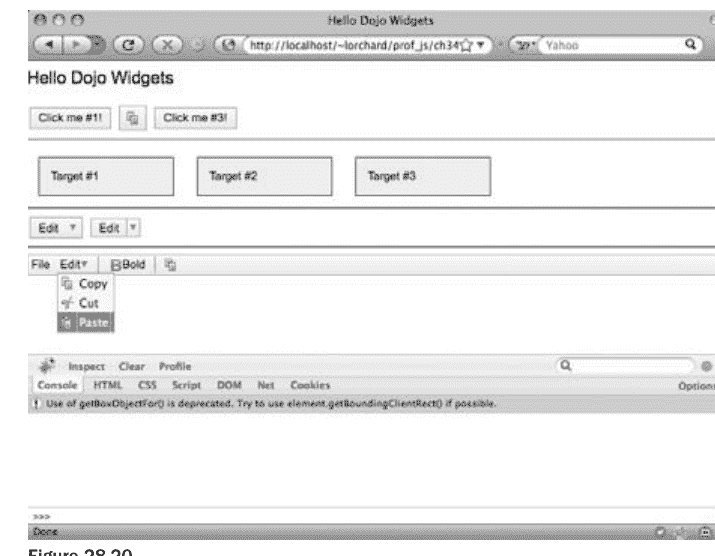 Hello Dojo Widgets
http://localhost/~lorchard/prof_js/ch34
Yahoo
Hello Dojo Widgets
Click me #1!
Click me #3!
Target #1
Target #2
Target #3
Edit
Edit
File Edit Bold
Copy
Cut
Paste
Inspect Clear Profile
Console HTML CSS Script DOM Net Cookies Options
! Use of getBoxObjectFor() is deprecated. Try to use element.getBoundingClientRect() if possible.
>>>
Done
Figure 28-20